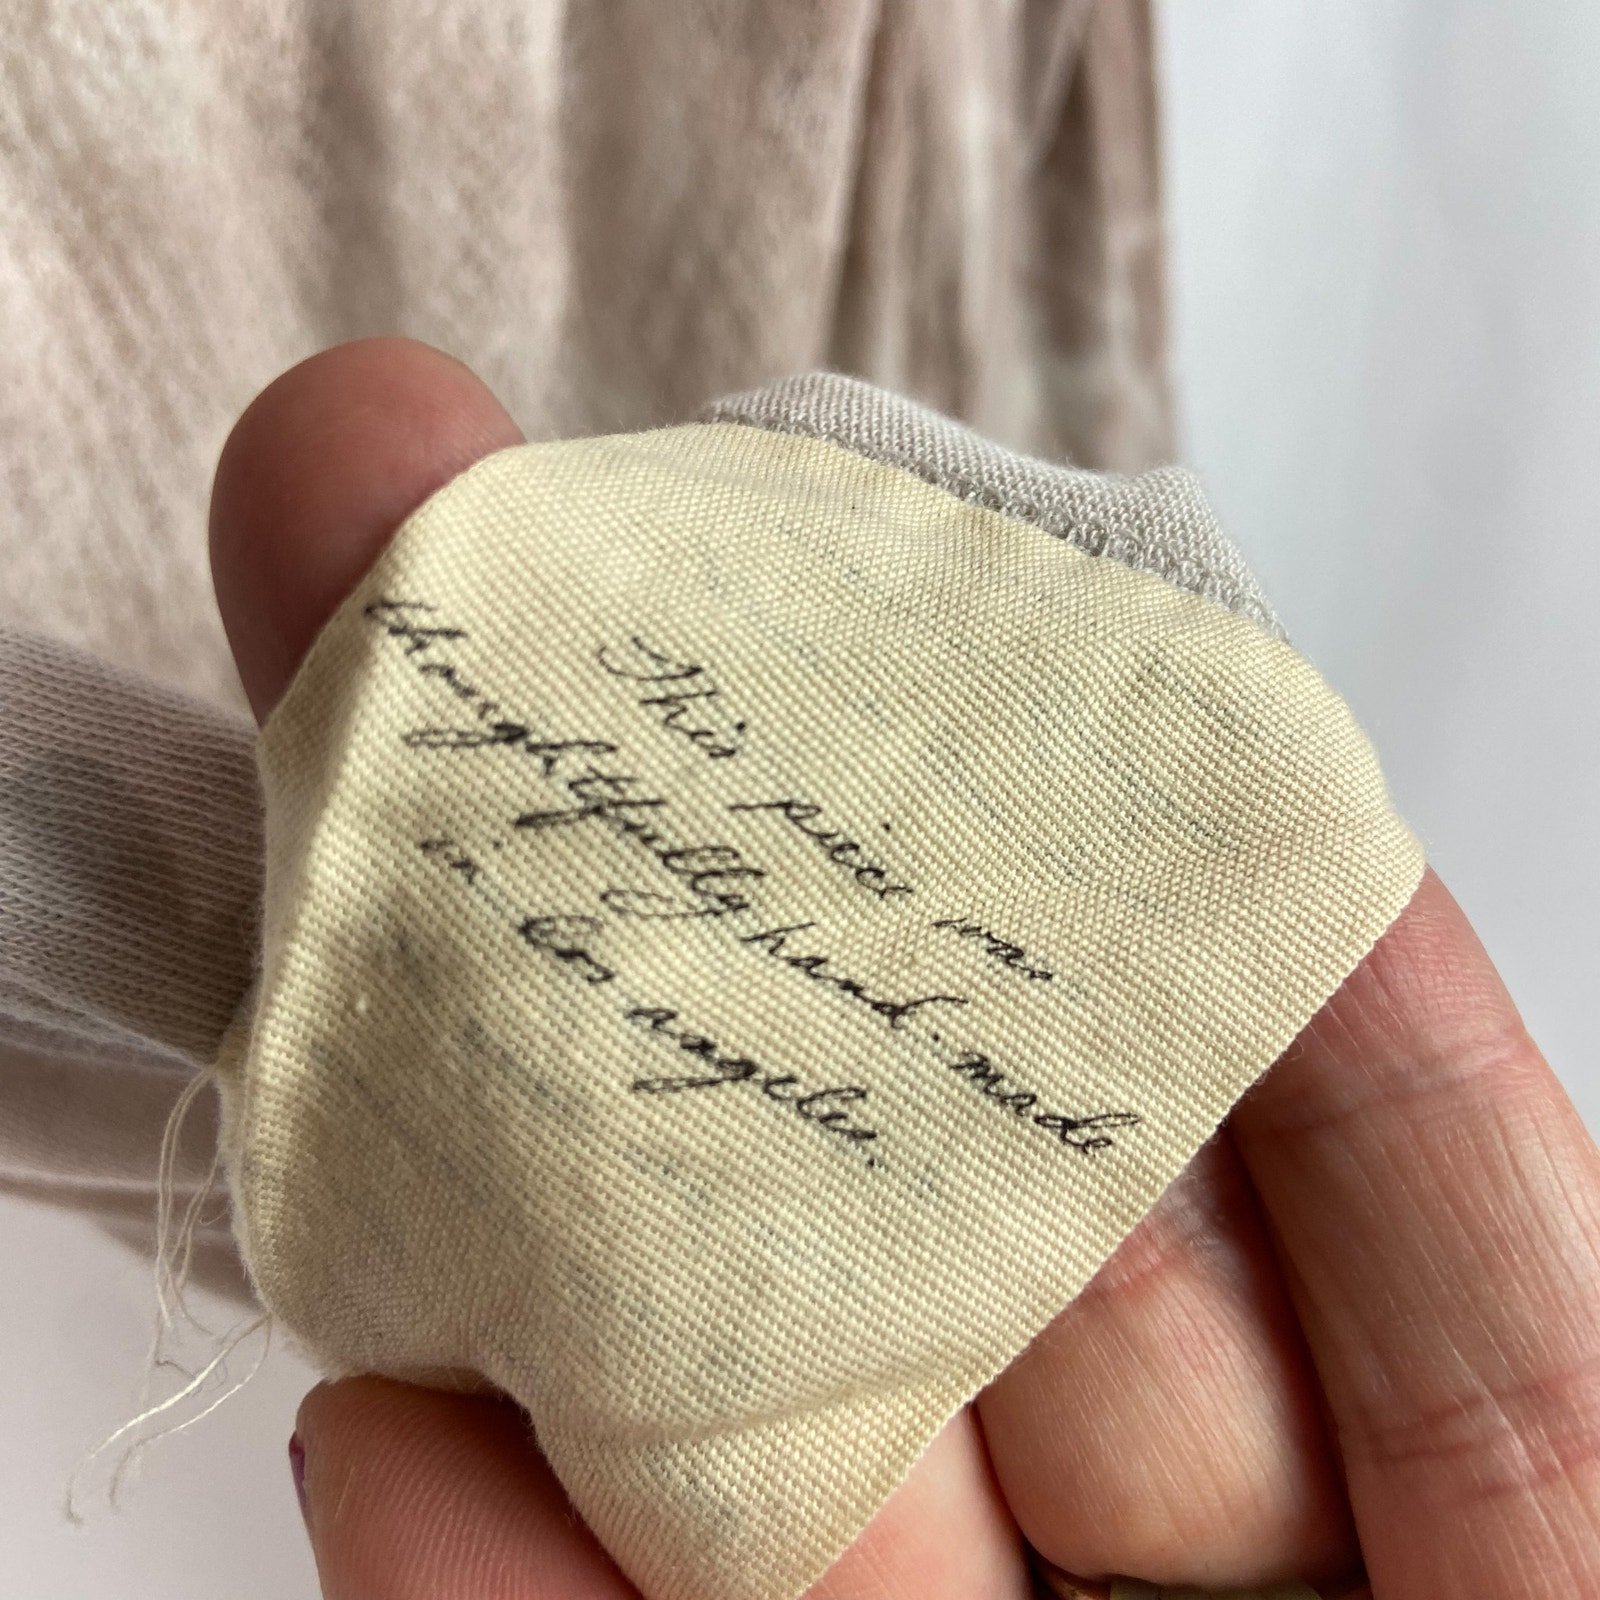 This piece was
thoughtfully hand-made
in los angeles.